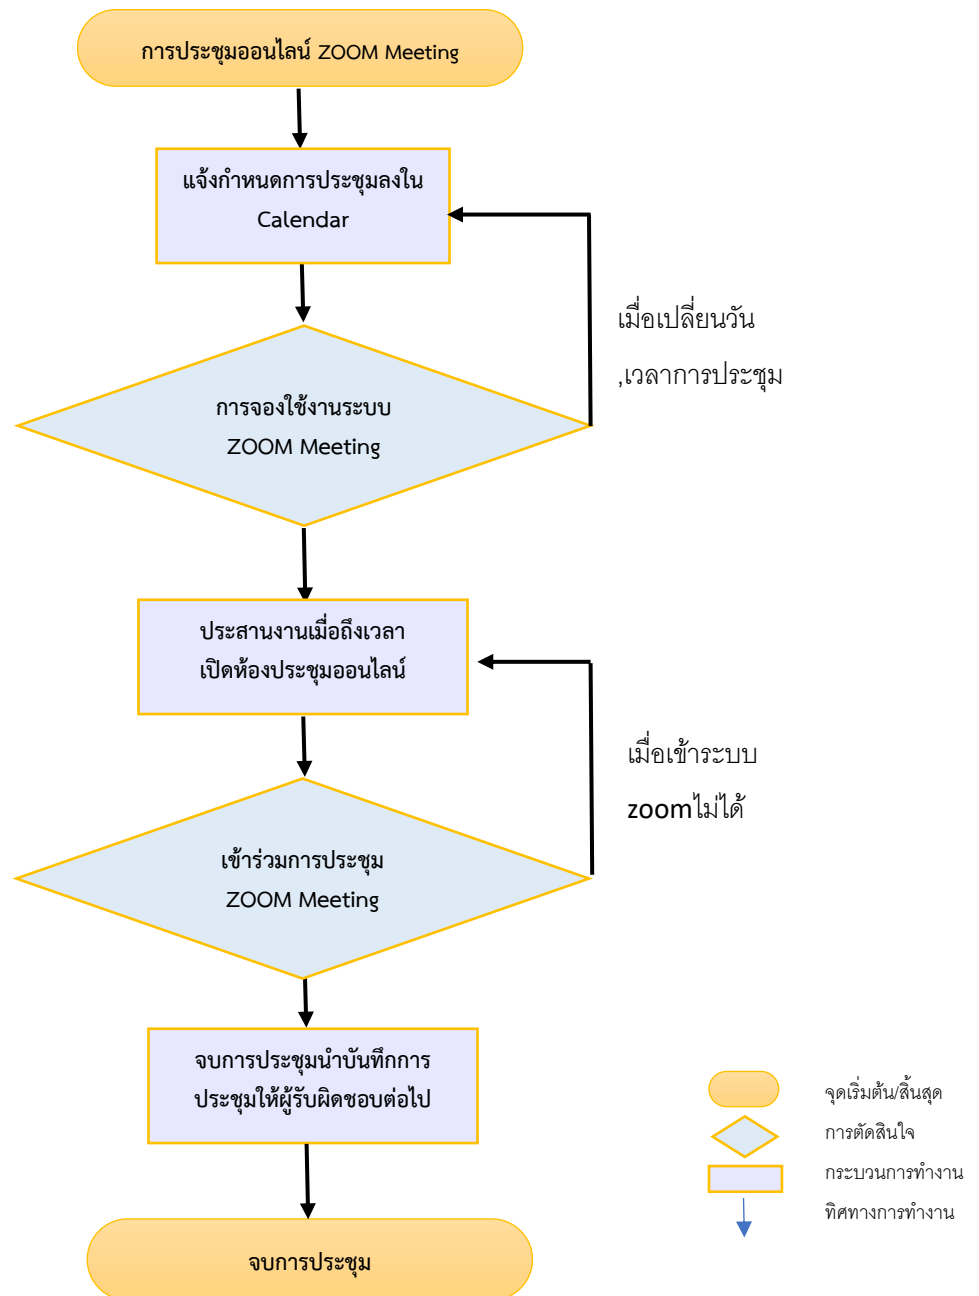 การประชุมออนไลน์ ZOOM Meeting
แจ้งกำหนดการประชุมลงใน
Calendar
เมื่อเปลี่ยนวัน
,เวลาการประชุม
การจองใช้งานระบบ
ZOOM Meeting
ประสานงานเมื่อถึงเวลา
เปิดห้องประชุมออนไลน์
เมื่อเข้าระบบ
zoomไม่ได้
เข้าร่วมการประชุม
ZOOM Meeting
จบการประชุมนำบันทึกการ
ประชุมให้ผู้รับผิดชอบต่อไป
จบการประชุม
จุดเริ่มต้น/สิ้นสุด
การตัดสินใจ
กระบวนการทำงาน
ทิศทางการทำงาน